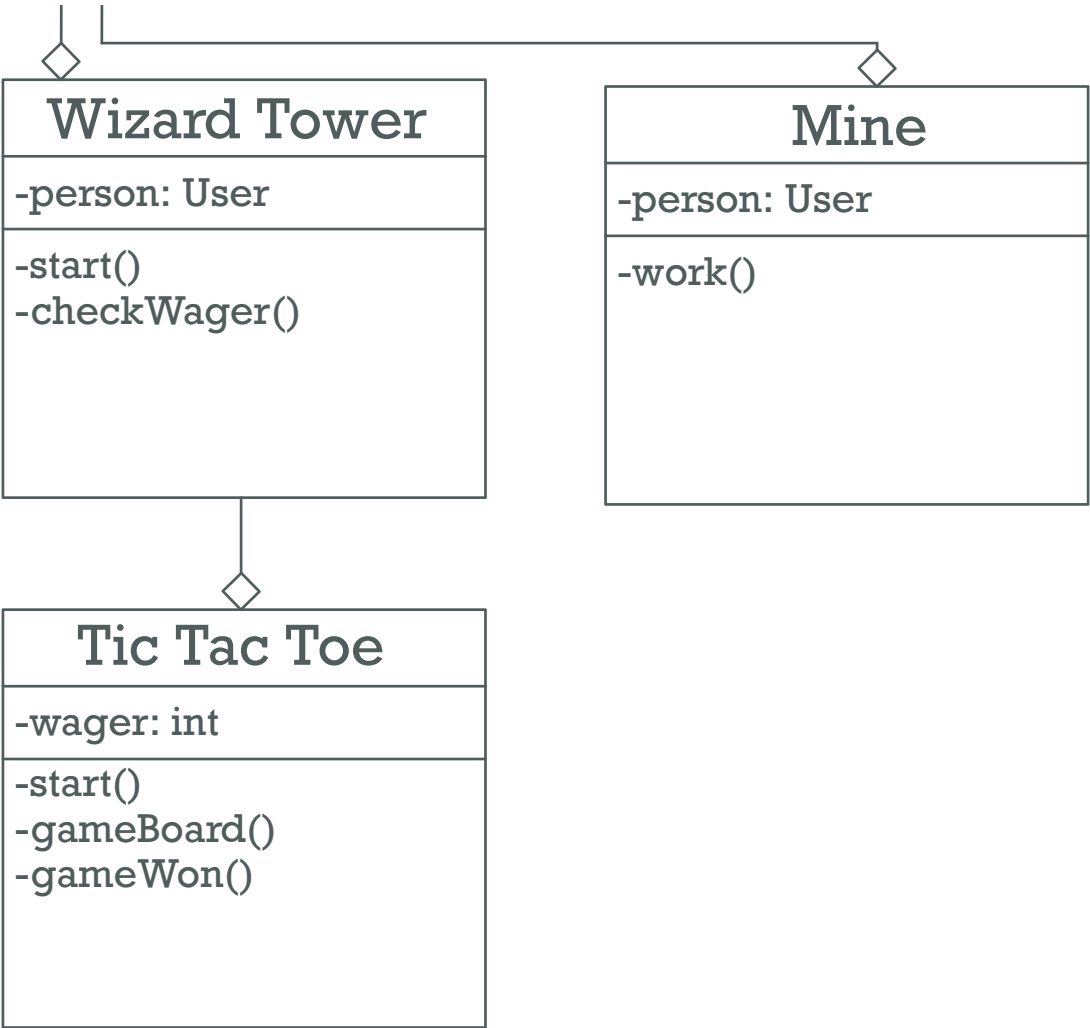 Wizard Tower
-person: User
-start()
-checkWager()
Mine
-person: User
-work()
Tic Tac Toe
-wager: int
-start()
-gameBoard()
-gameWon()